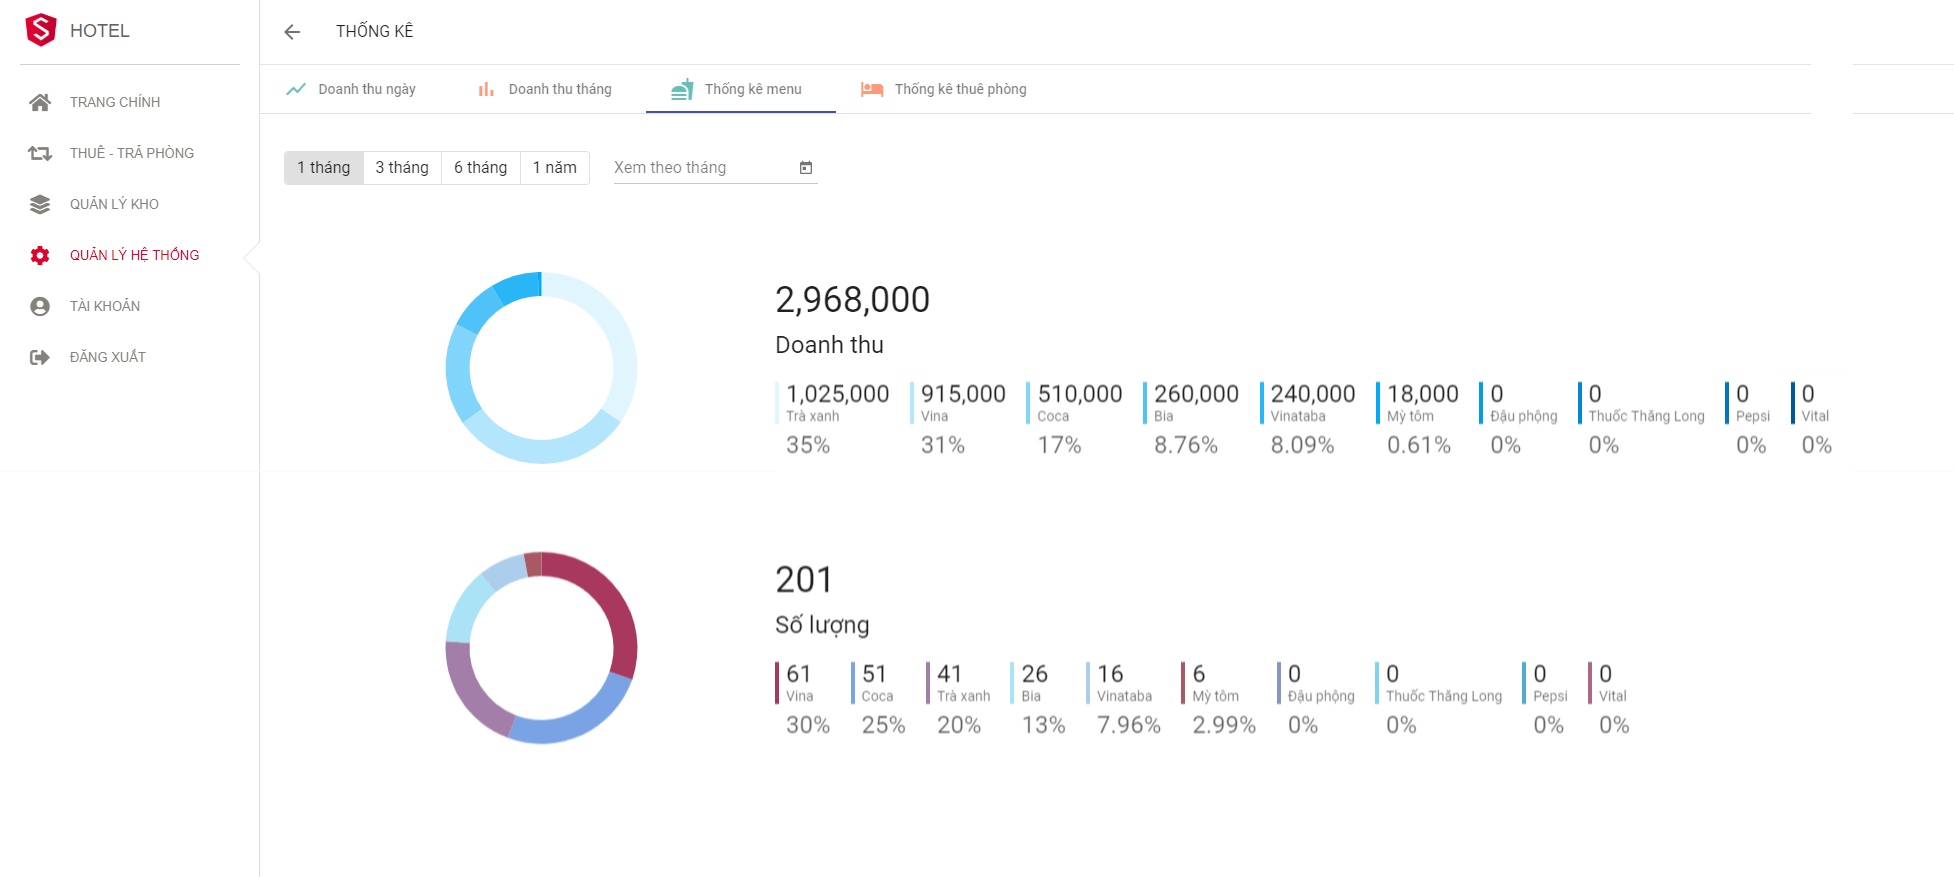 HOTEL
TRANG CHÍNH
THUÊ - TRẢ PHÒNG
QUẢN LÝ KHO
QUẢN LÝ HỆ THỐNG
TÀI KHOẢN
ĐĂNG XUẤT
THỐNG KÊ
Doanh thu ngày Doanh thu tháng Thống kê menu Thống kê thuê phòng
1 tháng 3 tháng 6 tháng 1 năm Xem theo tháng
2,968,000
Doanh thu
1,025,000 915,000 510,000 260,000 240,000 18,000 0 0 0 0
Trà xanh Vina Coca Bia Vinataba Mỳ tôm Đậu phộng Thuốc Thăng Long Pepsi Vital
35% 31% 17% 8.76% 8.09% 0.61% 0% 0% 0% 0%
201
Số lượng
61 51 41 26 16 6 0 0 0 0
Vina Coca Trà xanh Bia Vinataba Mỳ tôm Đậu phộng Thuốc Thăng Long Pepsi Vital
30% 25% 20% 13% 7.96% 2.99% 0% 0% 0% 0%